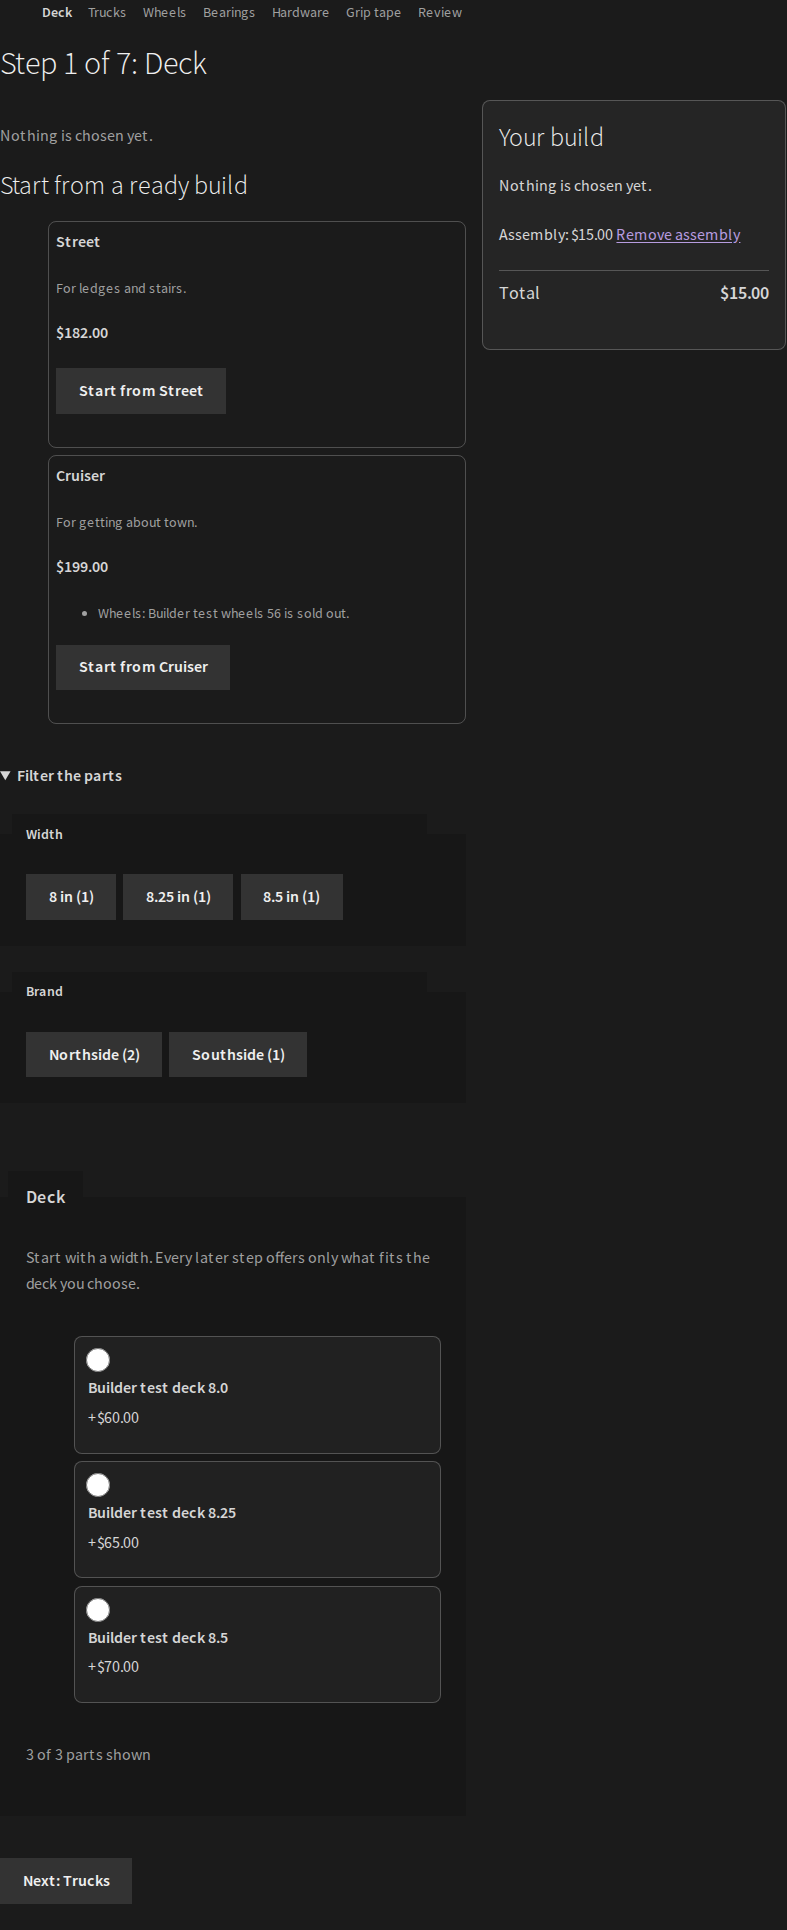 Deck Trucks Wheels Bearings Hardware Grip tape Review
Step 1 of 7: Deck
Nothing is chosen yet.
Start from a ready build
Street
For ledges and stairs.
$182.00
Start from Street
Cruiser
For getting about town.
$199.00
Wheels: Builder test wheels 56 is sold out.
Start from Cruiser
Filter the parts
Width
8 in (1) 8.25 in (1) 8.5 in (1)
Brand
Northside (2) Southside (1)
Deck
Start with a width. Every later step offers only what fits the
deck you choose.
Builder test deck 8.0
+$60.00
Builder test deck 8.25
+$65.00
Builder test deck 8.5
+$70.00
3 of 3 parts shown
Next: Trucks
Your build
Nothing is chosen yet.
Assembly: $15.00 Remove assembly
Total $15.00